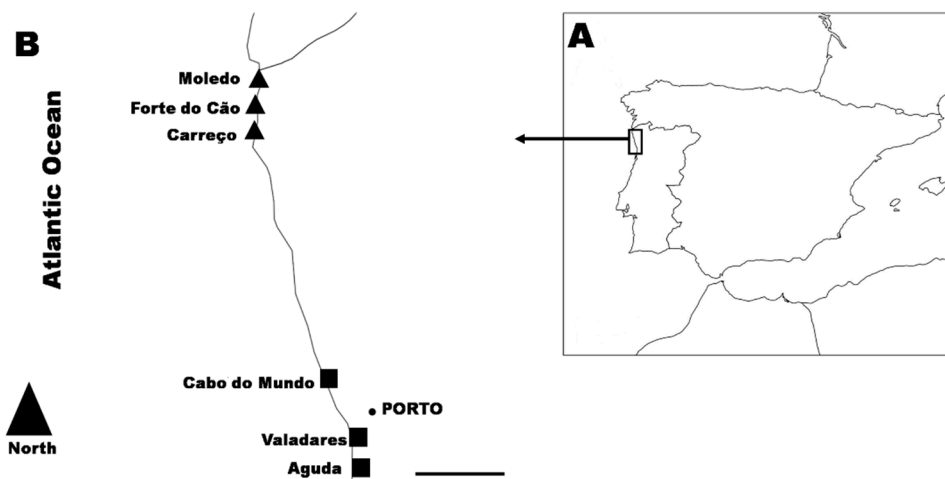 B
A
Moledo
Forte do Cão
Carreço
Atlantic Ocean
Cabo do Mundo
PORTO
Valadares
Aguda
North